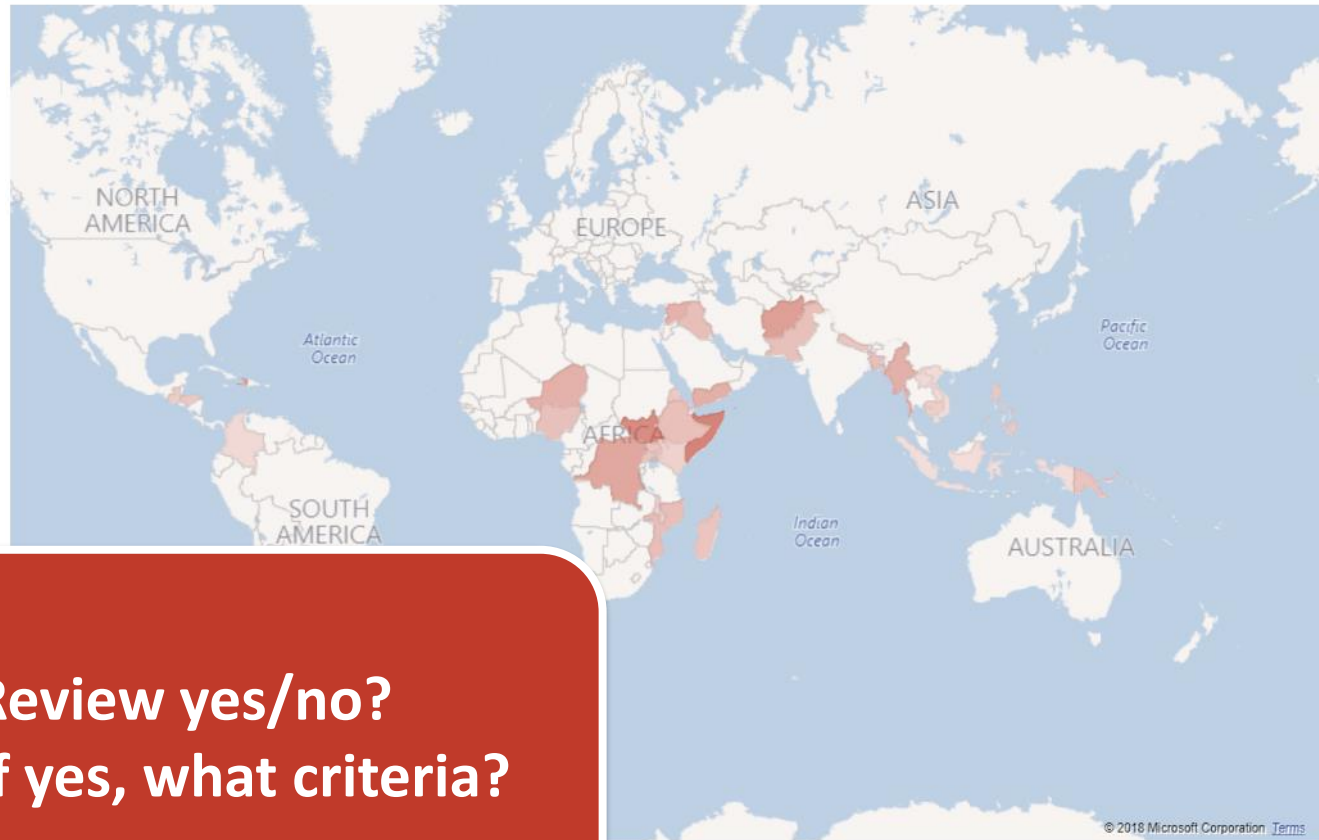 NORTH
AMERICA
EUROPE
ASIA
Atlantic
Ocean
Pacific
Ocean
AFRICA
SOUTH
AMERICA
Indian
Ocean
AUSTRALIA
Review yes/no?
If yes, what criteria?
© 2018 Microsoft Corporation Terms